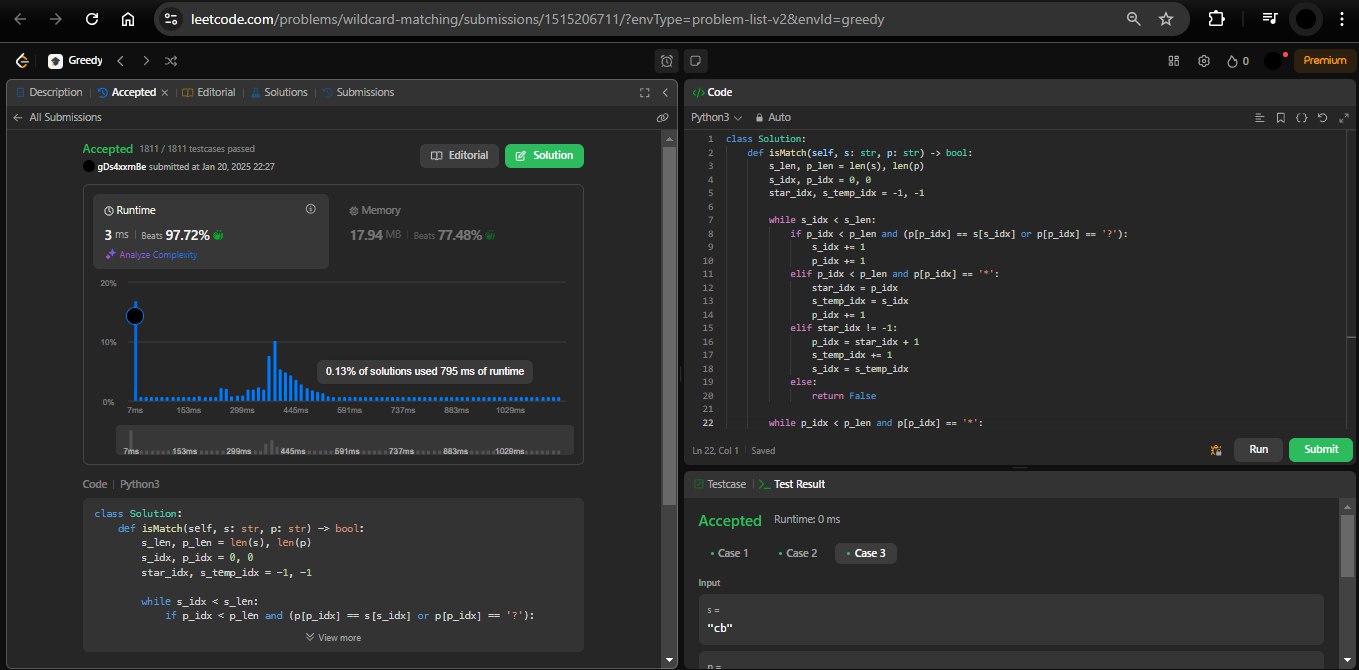 leetcode.com/problems/wildcard-matching/submissions/1515206711/?envType=problem-list-v2&envId=greedy
Greedy
0
Premium
Description
Accepted
Editorial
Solutions
Submissions
All Submissions
Accepted 1811 / 1811 testcases passed
gDs4xxmBe submitted at Jan 20, 2025 22:27
Editorial
Solution
Runtime
3 ms | Beats 97.72%
Analyze Complexity
Memory
17.94 MB | Beats 77.48%
20%
10%
0%
0.13% of solutions used 795 ms of runtime
7ms 153ms 299ms 445ms 591ms 737ms 883ms 1029ms
7ms 153ms 299ms 445ms 591ms 737ms 883ms 1029ms
Code | Python3
class Solution:
    def isMatch(self, s: str, p: str) -> bool:
        s_len, p_len = len(s), len(p)
        s_idx, p_idx = 0, 0
        star_idx, s_temp_idx = -1, -1
        while s_idx < s_len:
            if p_idx < p_len and (p[p_idx] == s[s_idx] or p[p_idx] == '?'):
View more
Code
Python3
Auto
1 class Solution:
2     def isMatch(self, s: str, p: str) -> bool:
3         s_len, p_len = len(s), len(p)
4         s_idx, p_idx = 0, 0
5         star_idx, s_temp_idx = -1, -1
6
7         while s_idx < s_len:
8             if p_idx < p_len and (p[p_idx] == s[s_idx] or p[p_idx] == '?'):
9                 s_idx += 1
10                 p_idx += 1
11             elif p_idx < p_len and p[p_idx] == '*':
12                 star_idx = p_idx
13                 s_temp_idx = s_idx
14                 p_idx += 1
15             elif star_idx != -1:
16                 p_idx = star_idx + 1
17                 s_temp_idx += 1
18                 s_idx = s_temp_idx
19             else:
20                 return False
21
22         while p_idx < p_len and p[p_idx] == '*':
Ln 22, Col 1 | Saved
Run
Submit
Testcase
Test Result
Accepted Runtime: 0 ms
• Case 1
• Case 2
• Case 3
Input
s =
"cb"
p =